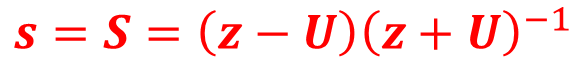 s = S = (z − U)(z + U)⁻¹